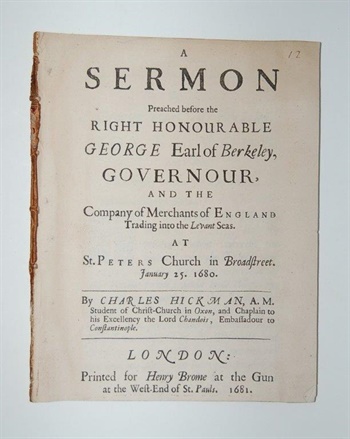 12
A
SERMON
Preached before the
RIGHT HONOURABLE
GEORGE Earl of Berkeley,
GOVERNOUR,
AND THE
Company of Merchants of ENGLAND
Trading into the Levant Seas.
AT
St. PETERS Church in Broadſtreet.
January 25. 1680.
By CHARLES HICKMAN, A. M.
Student of Chriſt-Church in Oxon, and Chaplain to
his Excellency the Lord Chandois, Embaſſadour to
Conſtantinople.
LONDON:
Printed for Henry Brome at the Gun
at the Weſt-End of St. Pauls. 1681.